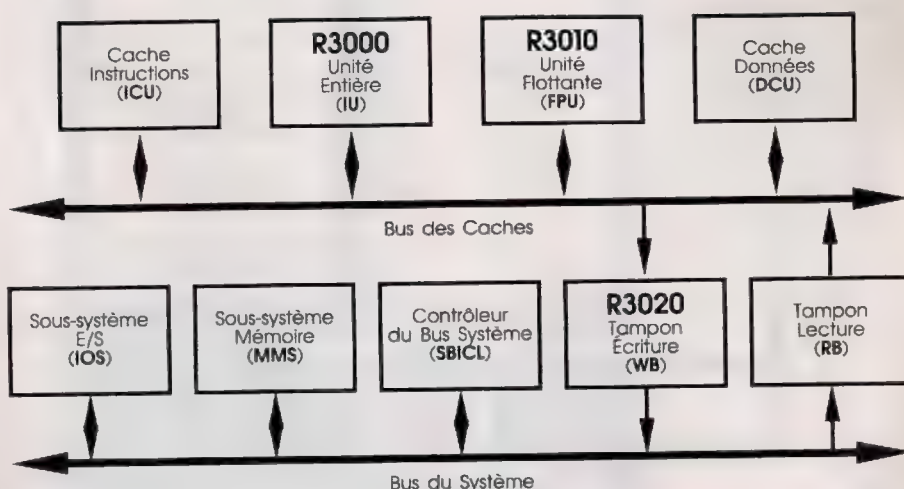 Cache
Instructions
(ICU)
R3000
Unité
Entière
(IU)
R3010
Unité
Flottante
(FPU)
Cache
Données
(DCU)
Bus des Caches
Sous-système
E/S
(IOS)
Sous-système
Mémoire
(MMS)
Contrôleur
du Bus Système
(SBICL)
R3020
Tampon
Écriture
(WB)
Tampon
Lecture
(RB)
Bus du Système